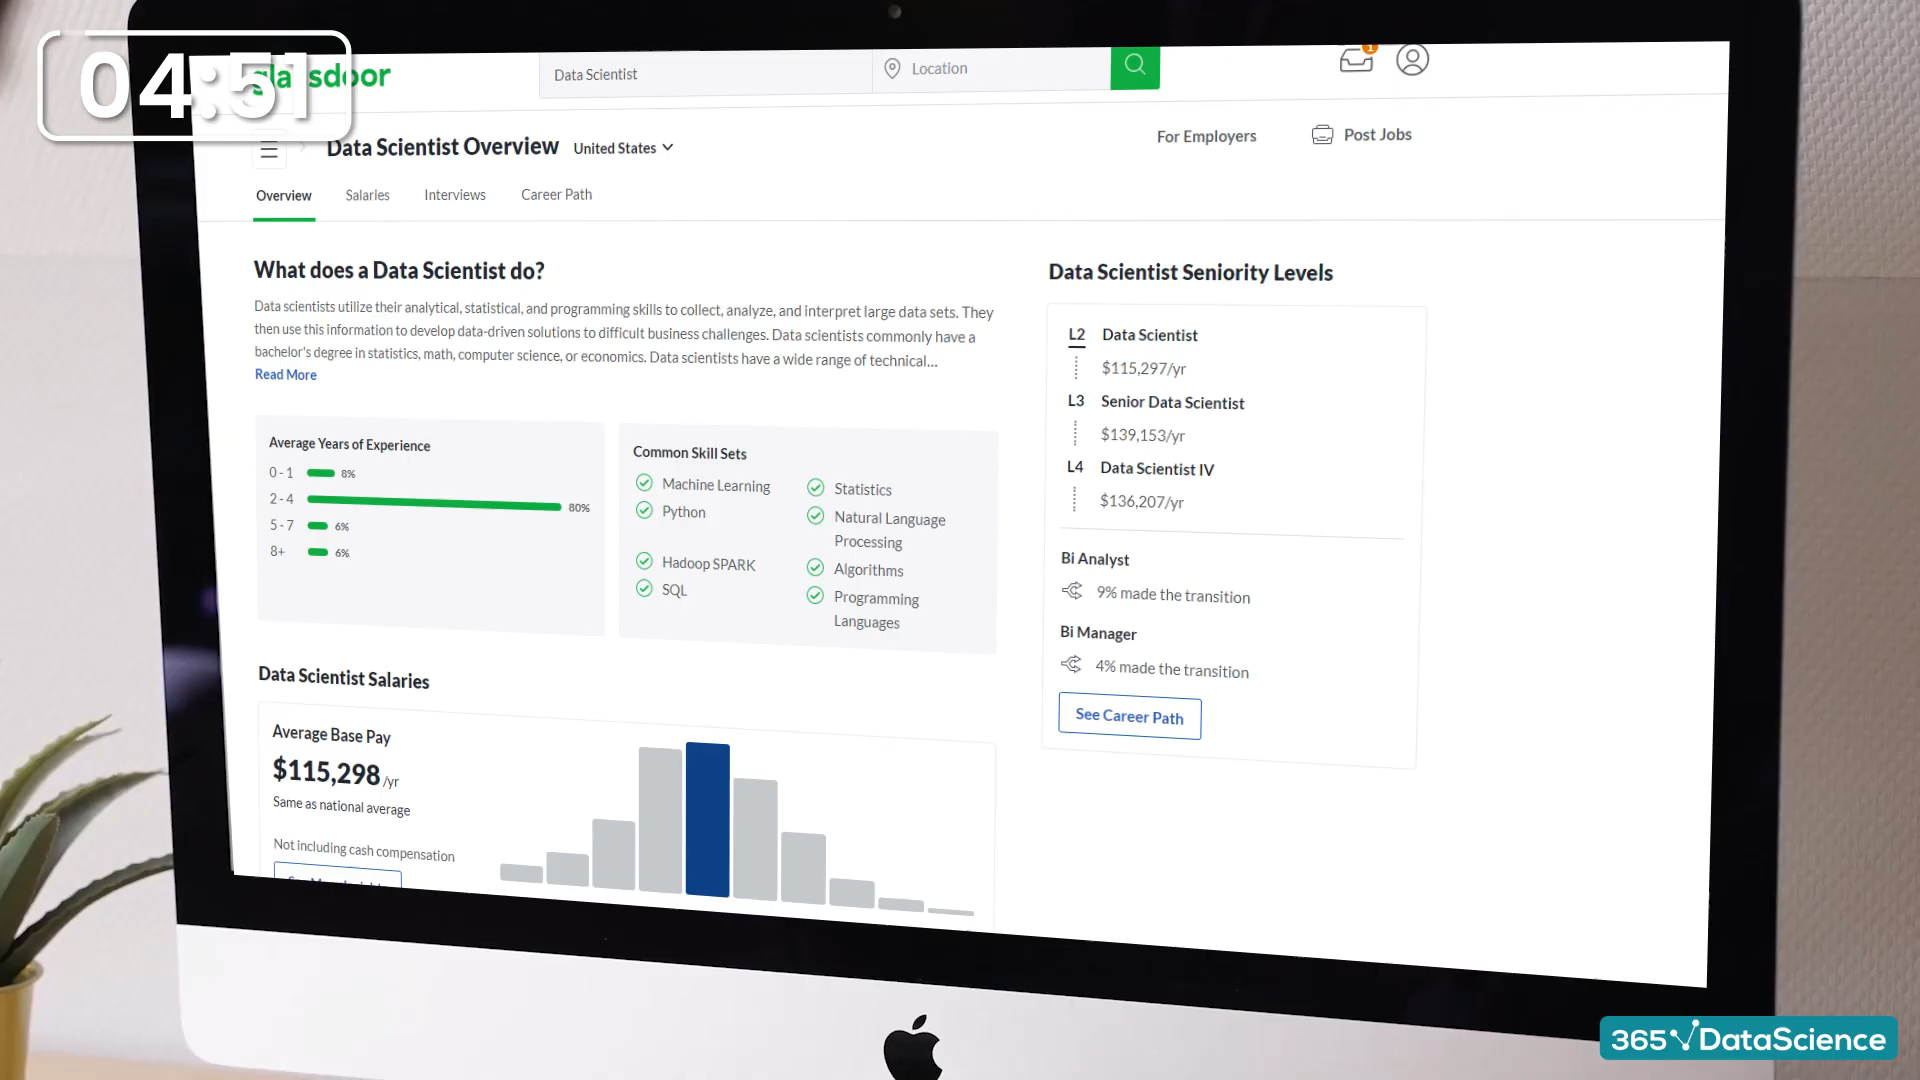 04:51
glassdoor
Data Scientist
Location
1
Data Scientist Overview
United States
For Employers
Post Jobs
Overview
Salaries
Interviews
Career Path
What does a Data Scientist do?
Data scientists utilize their analytical, statistical, and programming skills to collect, analyze, and interpret large data sets. They
then use this information to develop data-driven solutions to difficult business challenges. Data scientists commonly have a
bachelor's degree in statistics, math, computer science, or economics. Data scientists have a wide range of technical...
Read More
Average Years of Experience
0 - 1
8%
2 - 4
80%
5 - 7
6%
8+
6%
Common Skill Sets
Machine Learning
Python
Hadoop SPARK
SQL
Statistics
Natural Language
Processing
Algorithms
Programming
Languages
Data Scientist Salaries
Average Base Pay
$115,298 /yr
Same as national average
Not including cash compensation
Data Scientist Seniority Levels
L2 Data Scientist
$115,297/yr
L3 Senior Data Scientist
$139,153/yr
L4 Data Scientist IV
$136,207/yr
Bi Analyst
9% made the transition
Bi Manager
4% made the transition
See Career Path
365 DataScience